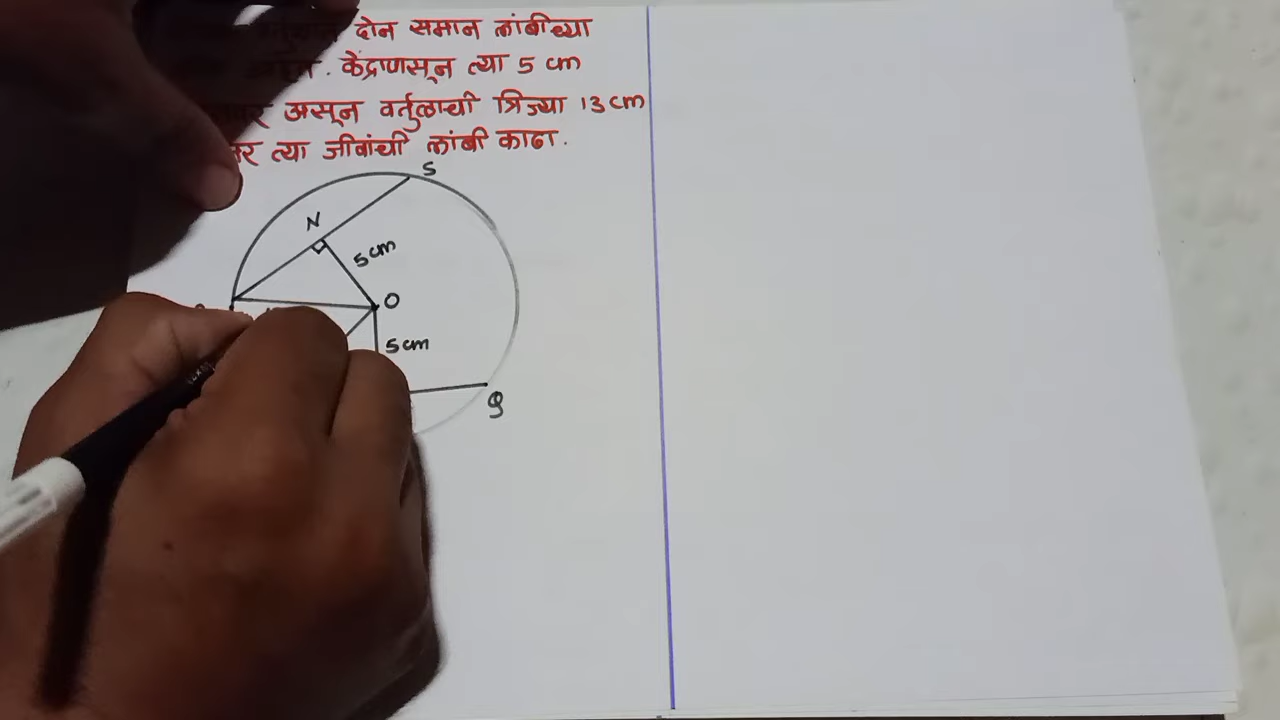 दोन समान लांबीच्या
केंद्रापासून त्या 5 cm
असून वर्तुळाची त्रिज्या 13 cm
त्या जीवांची लांबी काढा.
S
N
5 cm
O
5 cm
Q